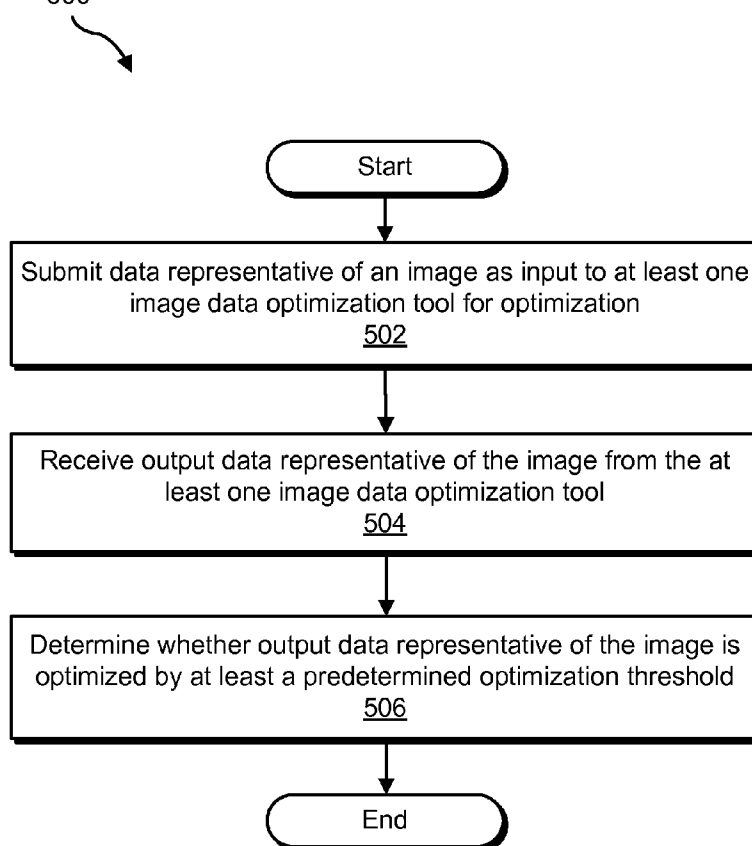 Start
Submit data representative of an image as input to at least one
image data optimization tool for optimization
502
Receive output data representative of the image from the at
least one image data optimization tool
504
Determine whether output data representative of the image is
optimized by at least a predetermined optimization threshold
506
End